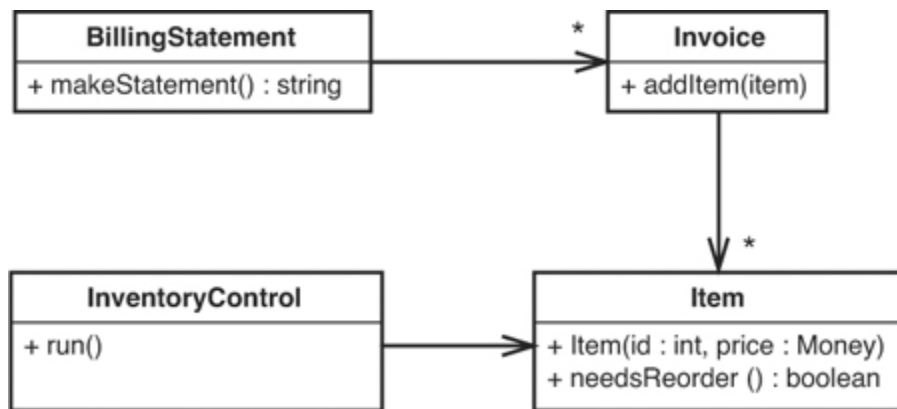 BillingStatement
+ makeStatement() : string
*
Invoice
+ addItem(item)
*
InventoryControl
+ run()
Item
+ Item(id : int, price : Money)
+ needsReorder () : boolean